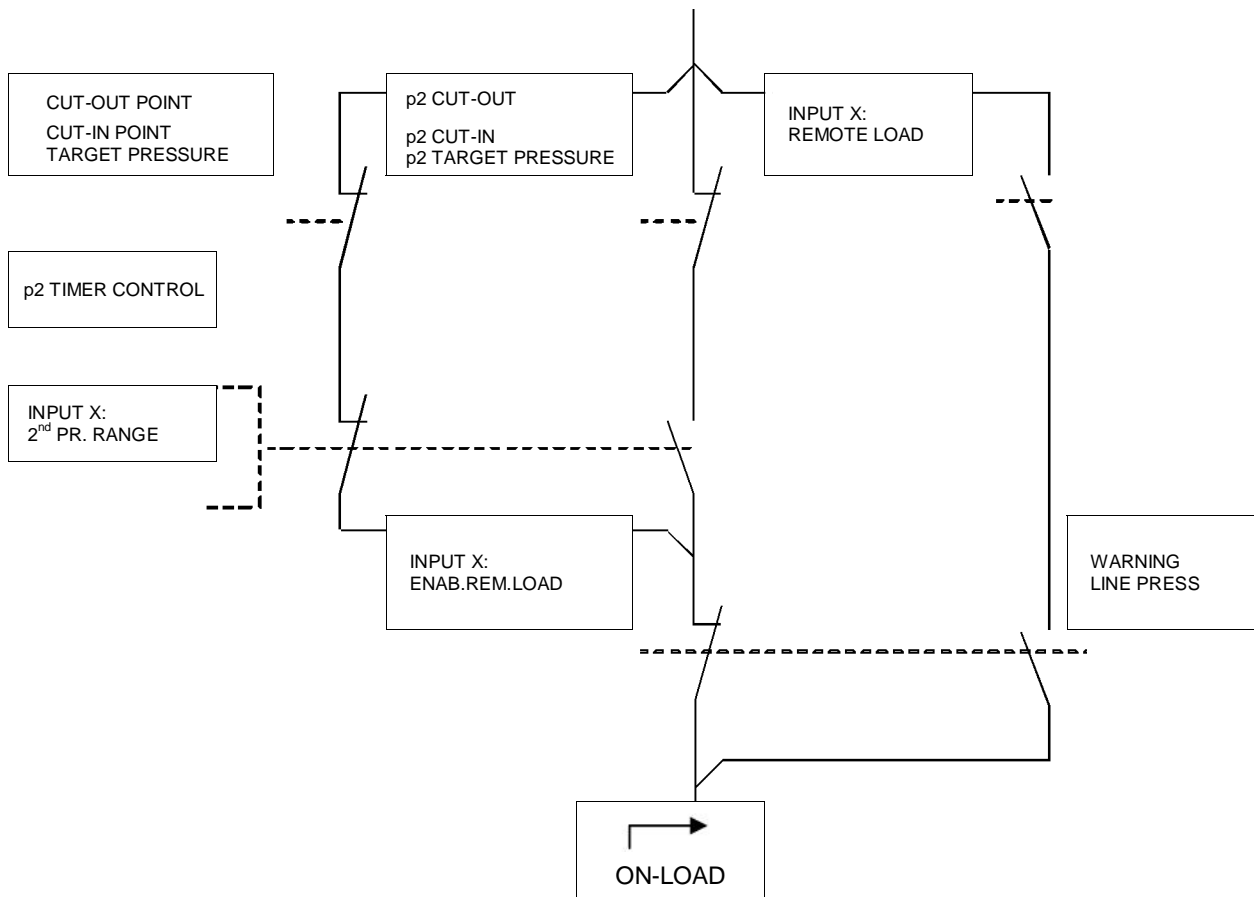 CUT-OUT POINT
CUT-IN POINT
TARGET PRESSURE
p2 CUT-OUT
p2 CUT-IN
p2 TARGET PRESSURE
INPUT X:
REMOTE LOAD
p2 TIMER CONTROL
INPUT X:
2nd PR. RANGE
INPUT X:
ENAB.REM.LOAD
WARNING
LINE PRESS
ON-LOAD